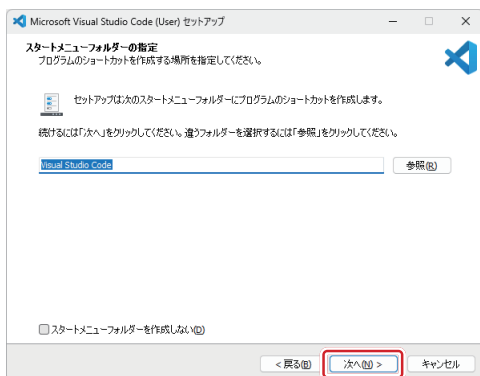 Microsoft Visual Studio Code (User) セットアップ
スタートメニューフォルダーの指定
プログラムのショートカットを作成する場所を指定してください。
セットアップは次のスタートメニューフォルダーにプログラムのショートカットを作成します。
続けるには「次へ」をクリックしてください。違うフォルダーを選択するには「参照」をクリックしてください。
Visual Studio Code 参照(R)
スタートメニューフォルダーを作成しない(D)
< 戻る(B) 次へ(N) > キャンセル